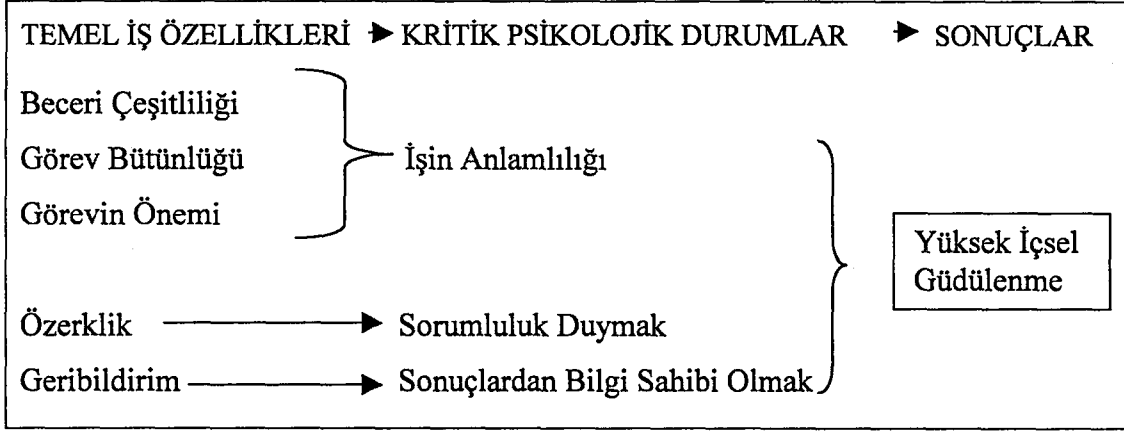 TEMEL İŞ ÖZELLİKLERİ KRİTİK PSİKOLOJİK DURUMLAR SONUÇLAR
Beceri Çeşitliliği
Görev Bütünlüğü İşin Anlamlılığı
Görevin Önemi
Yüksek İçsel
Güdülenme
Özerklik Sorumluluk Duymak
Geribildirim Sonuçlardan Bilgi Sahibi Olmak